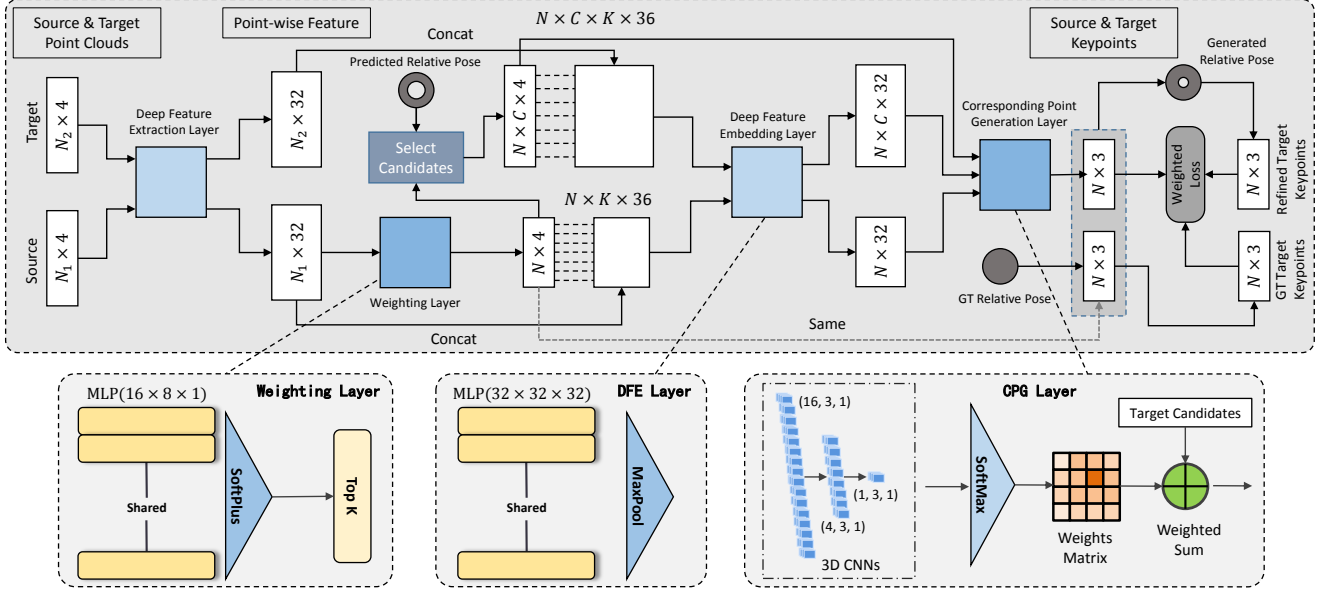 Source & Target
Point Clouds
Point-wise Feature
N × C × K × 36
Source & Target
Keypoints
Concat
Predicted Relative Pose
Generated
Relative Pose
Target
N₂ × 4
Deep Feature
Extraction Layer
N₂ × 32
Select
Candidates
N × C × 4
Deep Feature
Embedding Layer
N × C × 32
Corresponding Point
Generation Layer
N × 3
Weighted
Loss
N × 3
Refined Target
Keypoints
N × K × 36
Source
N₁ × 4
N₁ × 32
Weighting Layer
N × 4
N × 32
GT Relative Pose
N × 3
N × 3
GT Target
Keypoints
Same
Concat
MLP(16 × 8 × 1)
Weighting Layer
Shared
SoftPlus
Top K
MLP(32 × 32 × 32)
DFE Layer
Shared
MaxPool
CPG Layer
(16, 3, 1)
(4, 3, 1)
(1, 3, 1)
3D CNNs
SoftMax
Target Candidates
Weights
Matrix
Weighted
Sum